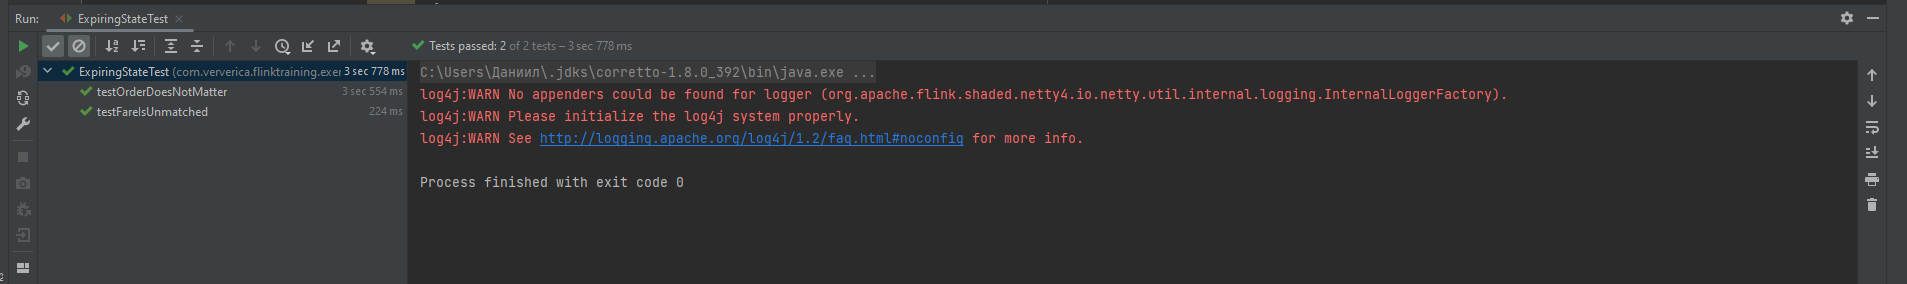 Run: ExpiringStateTest
Tests passed: 2 of 2 tests – 3 sec 778 ms
ExpiringStateTest (com.ververica.flinktraining.exer 3 sec 778 ms
testOrderDoesNotMatter 3 sec 554 ms
testFareIsUnmatched 224 ms
C:\Users\Даниил\.jdks\corretto-1.8.0_392\bin\java.exe ...
log4j:WARN No appenders could be found for logger (org.apache.flink.shaded.netty4.io.netty.util.internal.logging.InternalLoggerFactory).
log4j:WARN Please initialize the log4j system properly.
log4j:WARN See http://logging.apache.org/log4j/1.2/faq.html#noconfig for more info.
Process finished with exit code 0